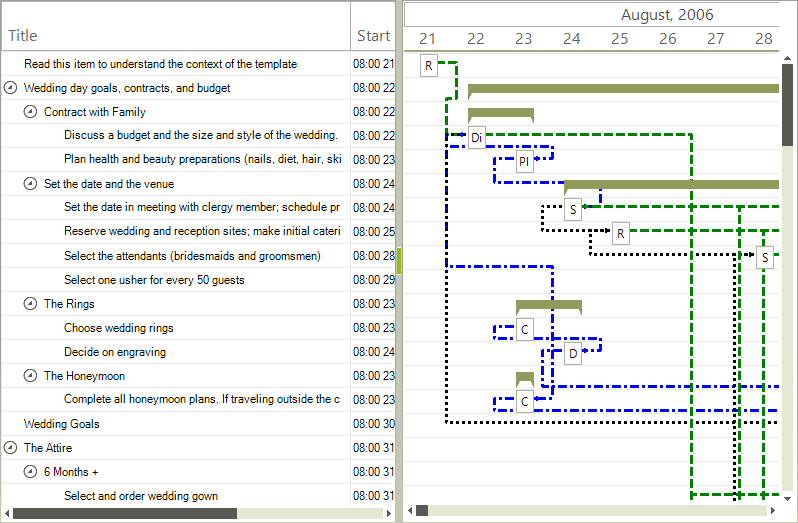 Title Start
August, 2006
21 22 23 24 25 26 27 28
Read this item to understand the context of the template 08:00 21 R
Wedding day goals, contracts, and budget 08:00 22
Contract with Family 08:00 22
Discuss a budget and the size and style of the wedding. 08:00 22 Di
Plan health and beauty preparations (nails, diet, hair, ski 08:00 23 Pl
Set the date and the venue 08:00 24
Set the date in meeting with clergy member; schedule pr 08:00 24 S
Reserve wedding and reception sites; make initial cateri 08:00 25 R
Select the attendants (bridesmaids and groomsmen) 08:00 28 S
Select one usher for every 50 guests 08:00 29
The Rings 08:00 23
Choose wedding rings 08:00 23 C
Decide on engraving 08:00 24 D
The Honeymoon 08:00 23
Complete all honeymoon plans. If traveling outside the c 08:00 23 C
Wedding Goals 08:00 30
The Attire 08:00 31
6 Months + 08:00 31
Select and order wedding gown 08:00 31